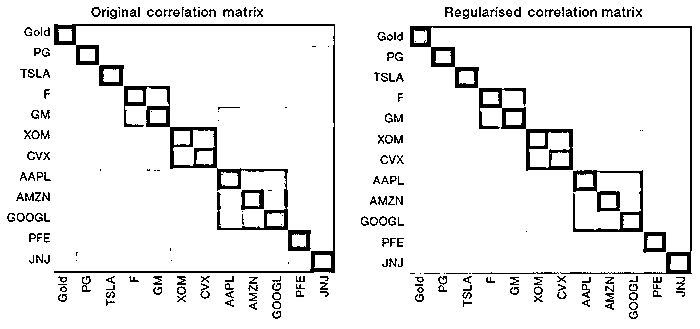 Original correlation matrix
Gold
PG
TSLA
F
GM
XOM
CVX
AAPL
AMZN
GOOGL
PFE
JNJ
Gold
PG
TSLA
F
GM
XOM
CVX
AAPL
AMZN
GOOGL
PFE
JNJ
Regularised correlation matrix
Gold
PG
TSLA
F
GM
XOM
CVX
AAPL
AMZN
GOOGL
PFE
JNJ
Gold
PG
TSLA
F
GM
XOM
CVX
AAPL
AMZN
GOOGL
PFE
JNJ